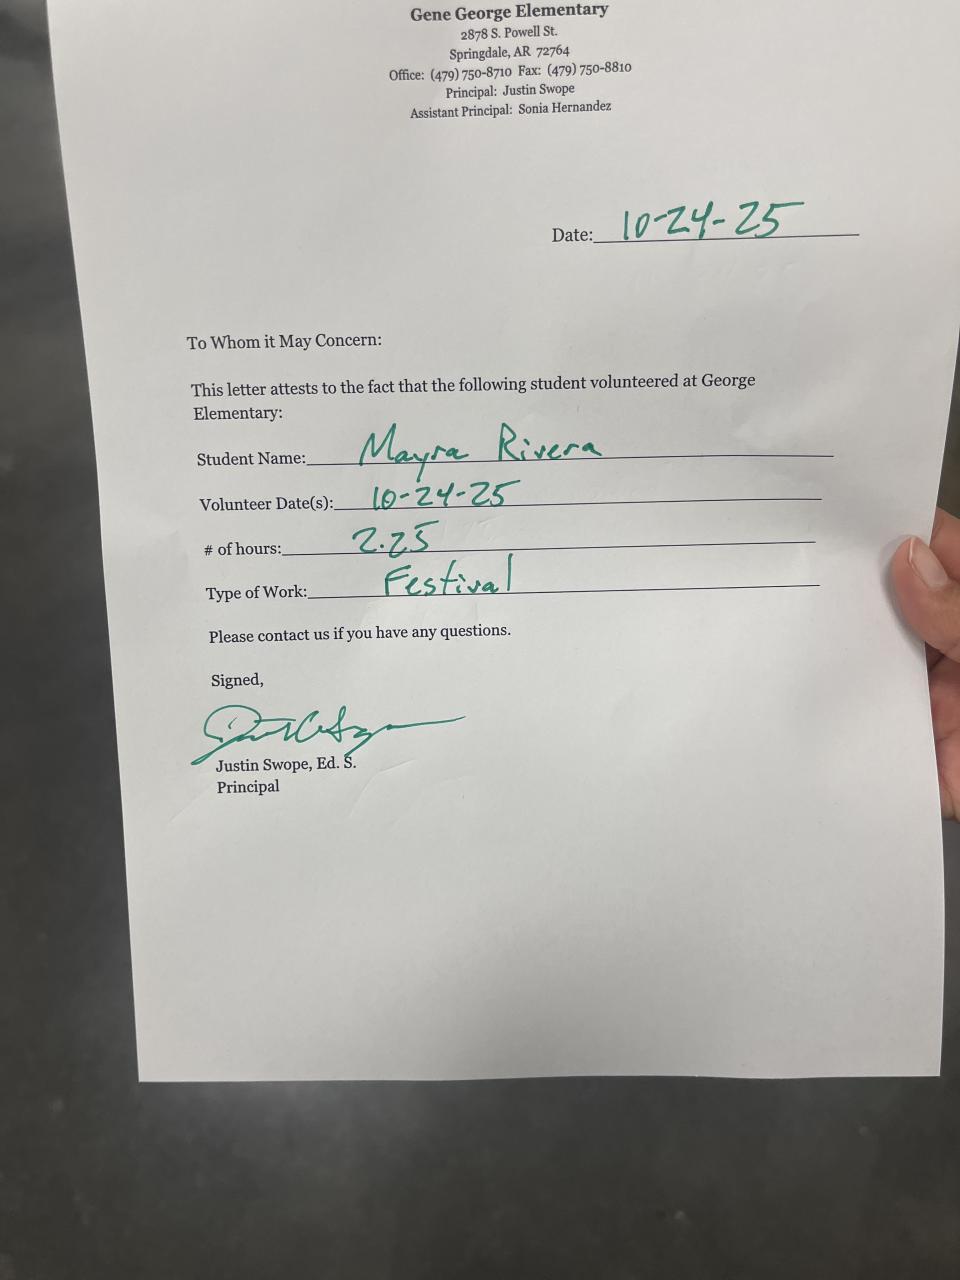 Gene George Elementary
2878 S. Powell St.
Springdale, AR 72764
Office: (479) 750-8710 Fax: (479) 750-8810
Principal: Justin Swope
Assistant Principal: Sonia Hernandez
Date: 10-24-25
To Whom it May Concern:
This letter attests to the fact that the following student volunteered at George
Elementary:
Student Name: Mayra Rivera
Volunteer Date(s): 10-24-25
# of hours: 2.25
Type of Work: Festival
Please contact us if you have any questions.
Signed,
Justin Swope, Ed. S.
Principal